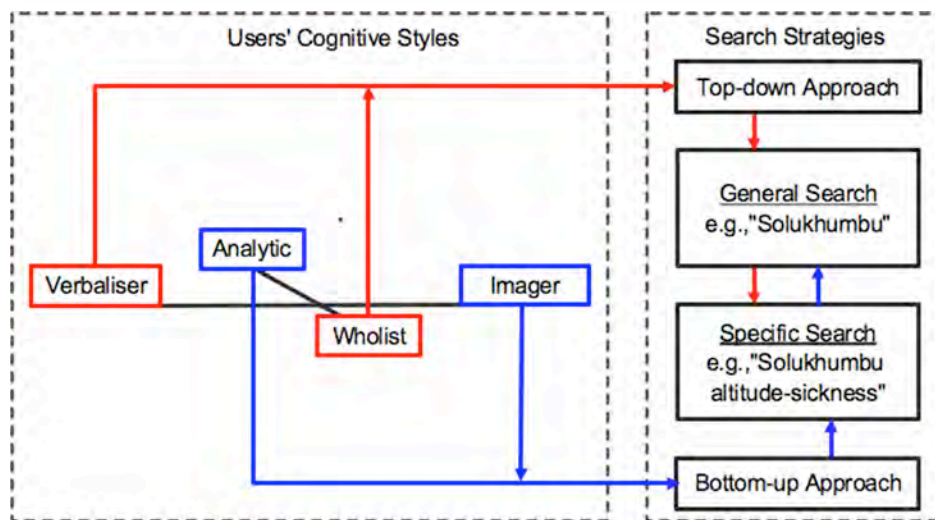 Users' Cognitive Styles
Verbaliser
Analytic
Wholist
Imager
Search Strategies
Top-down Approach
General Search
e.g.,"Solukhumbu"
Specific Search
e.g.,"Solukhumbu
altitude-sickness"
Bottom-up Approach